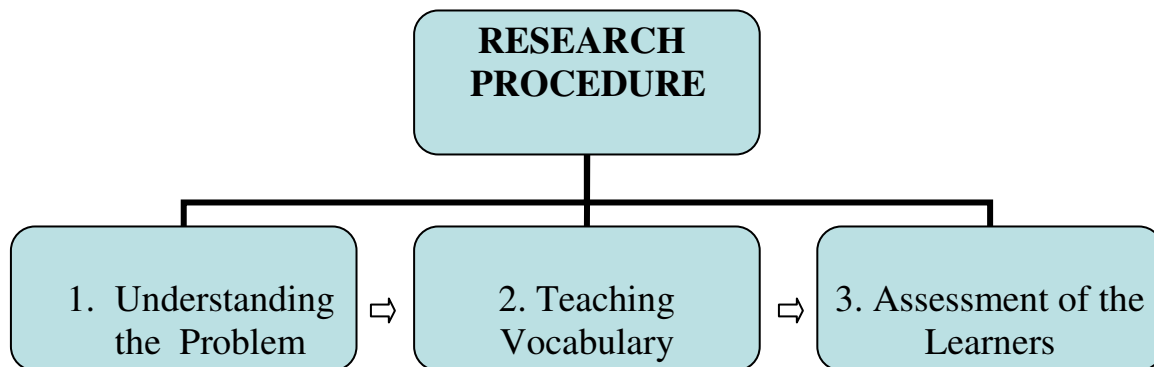 RESEARCH
PROCEDURE
1. Understanding
the Problem
2. Teaching
Vocabulary
3. Assessment of the
Learners